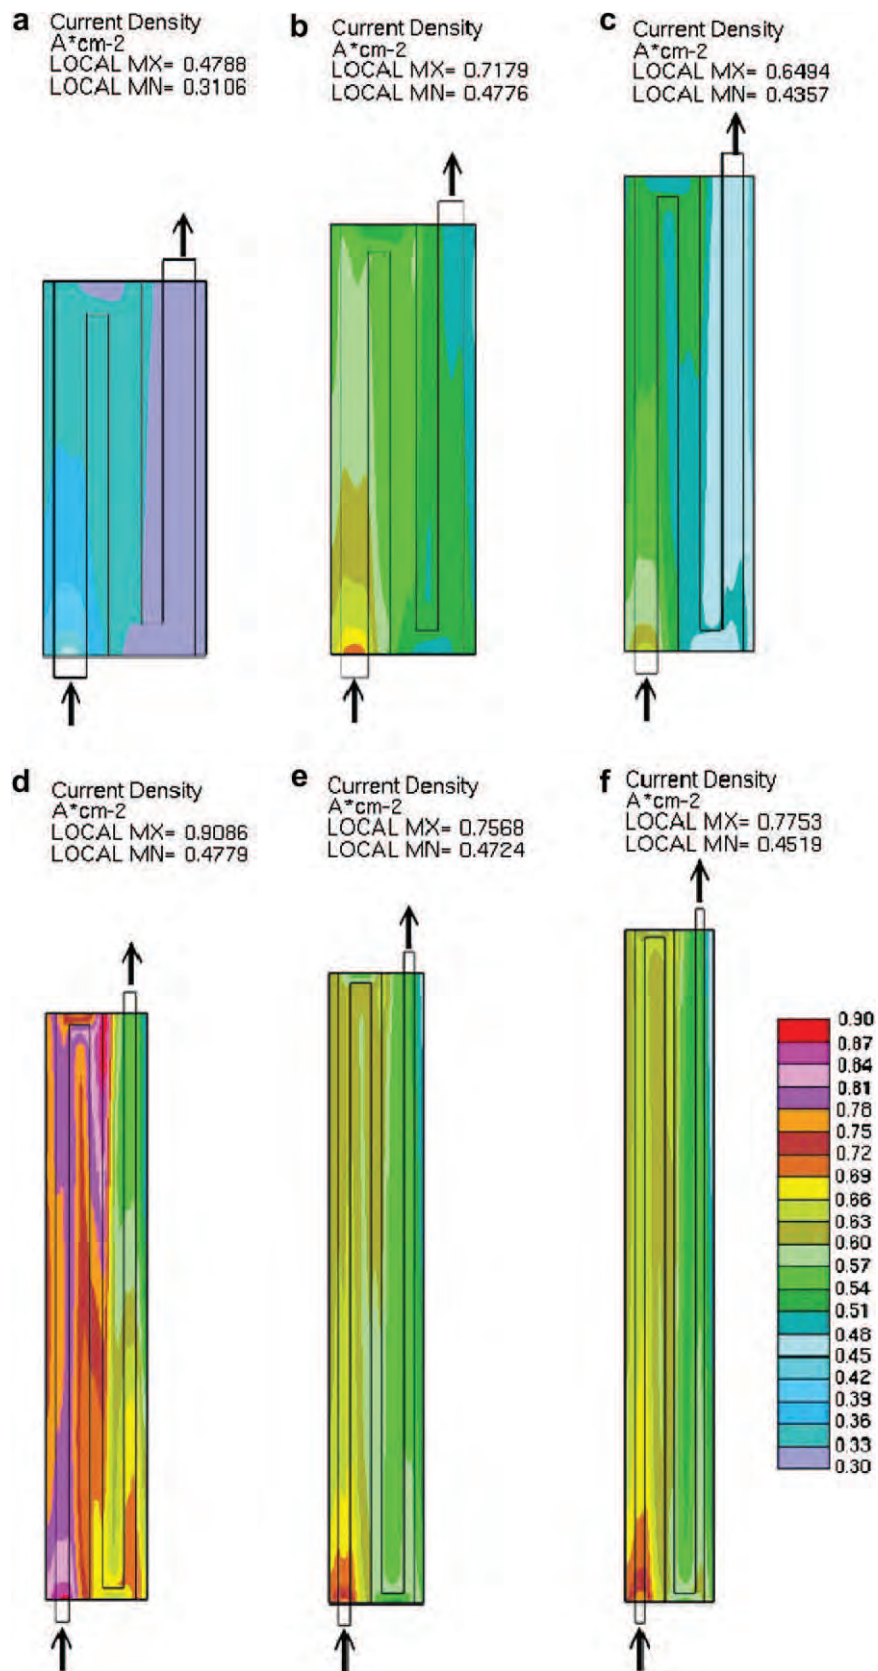 a Current Density
A*cm-2
LOCAL MX= 0.4788
LOCAL MN= 0.3106
b Current Density
A*cm-2
LOCAL MX= 0.7179
LOCAL MN= 0.4776
c Current Density
A*cm-2
LOCAL MX= 0.6494
LOCAL MN= 0.4357
d Current Density
A*cm-2
LOCAL MX= 0.9086
LOCAL MN= 0.4779
e Current Density
A*cm-2
LOCAL MX= 0.7568
LOCAL MN= 0.4724
f Current Density
A*cm-2
LOCAL MX= 0.7753
LOCAL MN= 0.4519
0.90
0.87
0.84
0.81
0.78
0.75
0.72
0.69
0.66
0.63
0.60
0.57
0.54
0.51
0.48
0.45
0.42
0.39
0.36
0.33
0.30